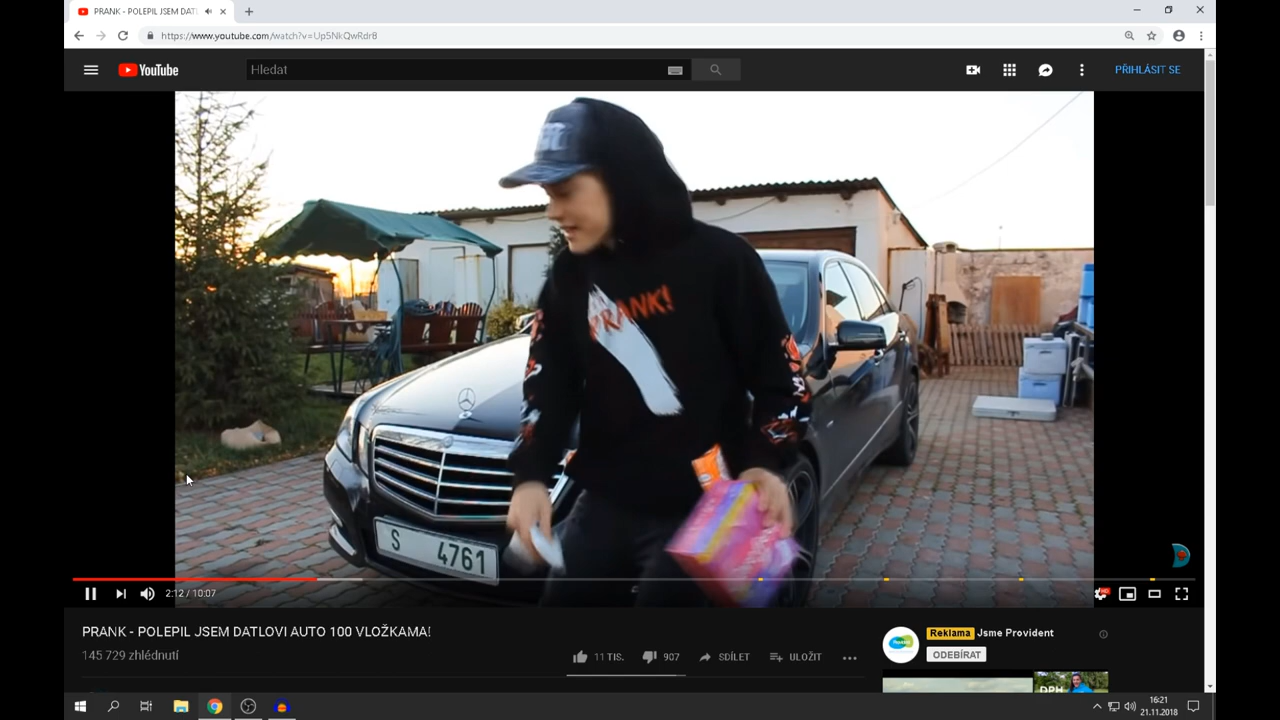 PRANK - POLEPIL JSEM DATL
https://www.youtube.com/watch?v=Up5NkQwRdr8
YouTube
Hledat
PŘIHLÁSIT SE
PRANK!
S 4761
2:12 / 10:07
HD
PRANK - POLEPIL JSEM DATLOVI AUTO 100 VLOŽKAMA!
145 729 zhlédnutí
11 TIS.
907
SDÍLET
ULOŽIT
Reklama Jsme Provident
ODEBÍRAT
DPH
16:21
21.11.2018